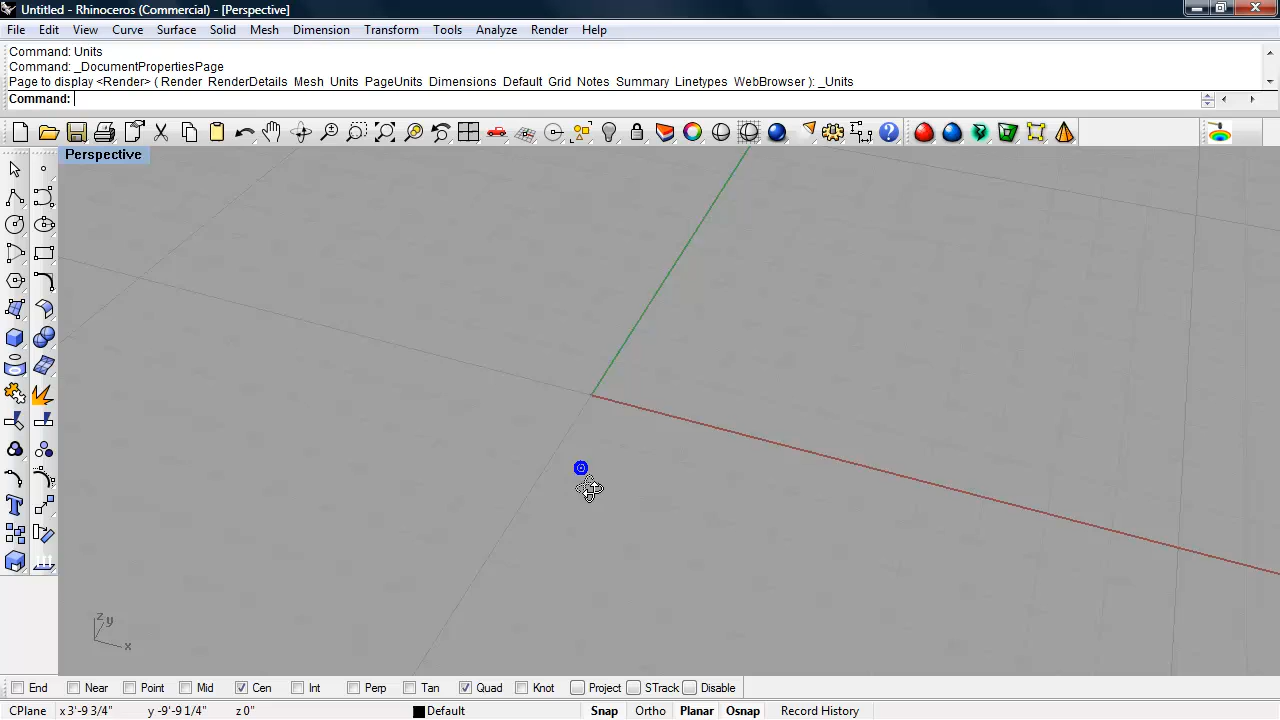 Untitled - Rhinoceros (Commercial) - [Perspective]
File Edit View Curve Surface Solid Mesh Dimension Transform Tools Analyze Render Help
Command: Units
Command: _DocumentPropertiesPage
Page to display <Render> ( Render RenderDetails Mesh Units PageUnits Dimensions Default Grid Notes Summary Linetypes WebBrowser ): _Units
Command:
Perspective
z
y
x
End Near Point Mid Cen Int Perp Tan Quad Knot Project STrack Disable
CPlane x 3'-9 3/4" y -9'-9 1/4" z 0" Default Snap Ortho Planar Osnap Record History